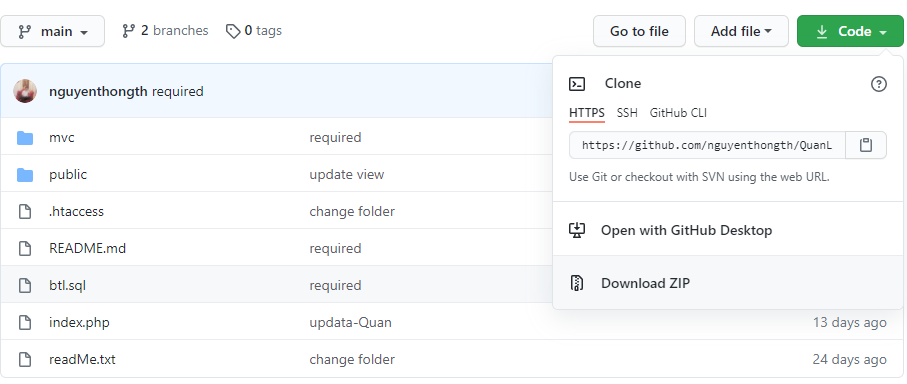 main
2 branches
0 tags
Go to file
Add file
Code
nguyenthongth required
Clone
HTTPS SSH GitHub CLI
https://github.com/nguyenthongth/QuanL
Use Git or checkout with SVN using the web URL.
Open with GitHub Desktop
Download ZIP
mvc required
public update view
.htaccess change folder
README.md required
btl.sql required
index.php updata-Quan 13 days ago
readMe.txt change folder 24 days ago